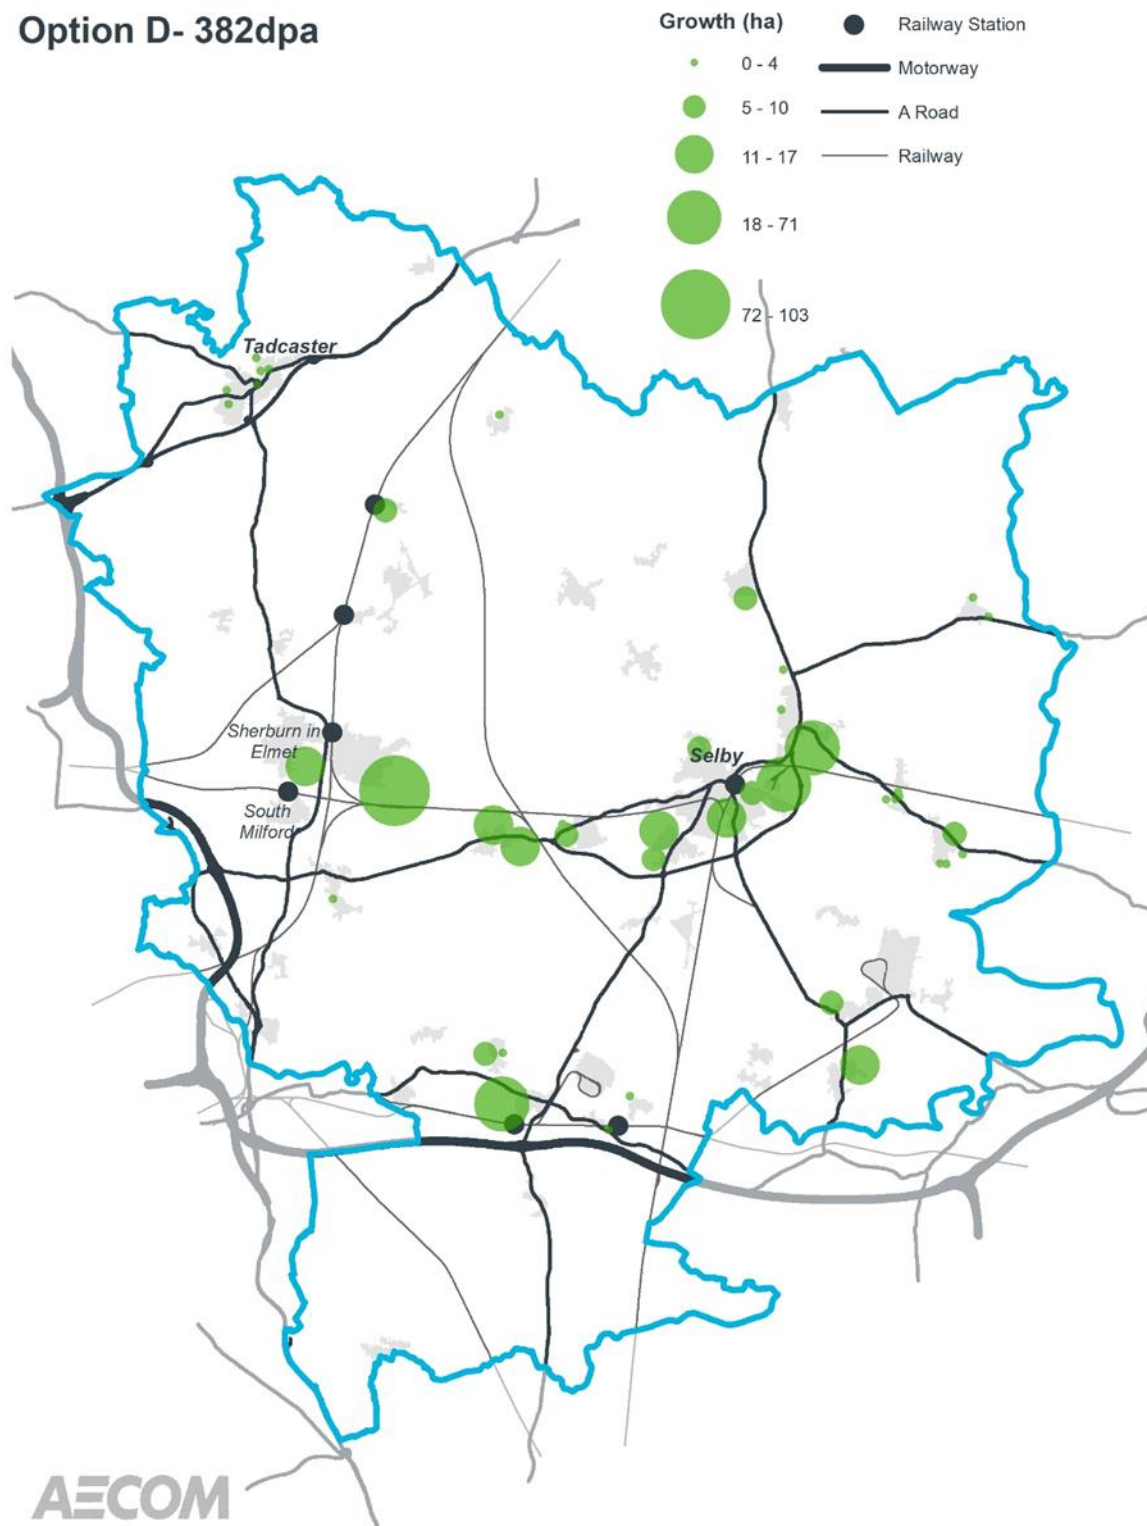 Option D- 382dpa
Growth (ha)
0 - 4
5 - 10
11 - 17
18 - 71
72 - 103
Railway Station
Motorway
A Road
Railway
Tadcaster
Sherburn in
Elmet
South
Milford
Selby
AECOM